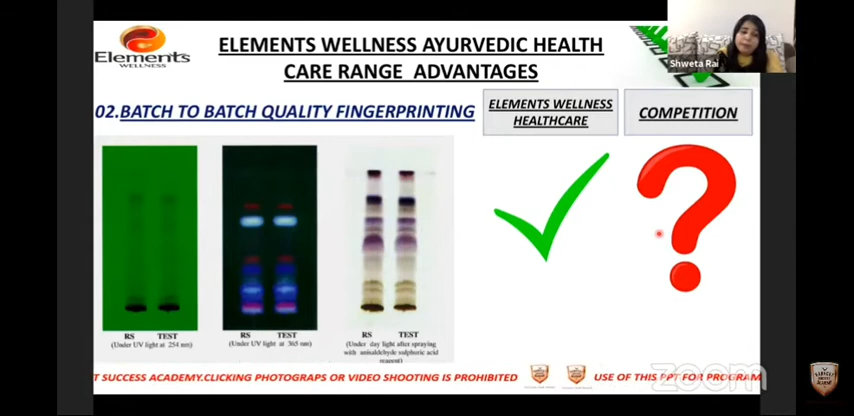 Elements
WELLNESS
ELEMENTS WELLNESS AYURVEDIC HEALTH
CARE RANGE ADVANTAGES
Shweta Rai
02.BATCH TO BATCH QUALITY FINGERPRINTING
ELEMENTS WELLNESS
HEALTHCARE
COMPETITION
RS TEST
(Under UV light at 254 nm)
RS TEST
(Under UV light at 365 nm)
RS TEST
(Under day light after spraying
with anisaldehyde sulphuric acid
reagent)
T SUCCESS ACADEMY.CLICKING PHOTOGRAPS OR VIDEO SHOOTING IS PROHIBITED
USE OF THIS PPT FOR PROGRAM
zoom